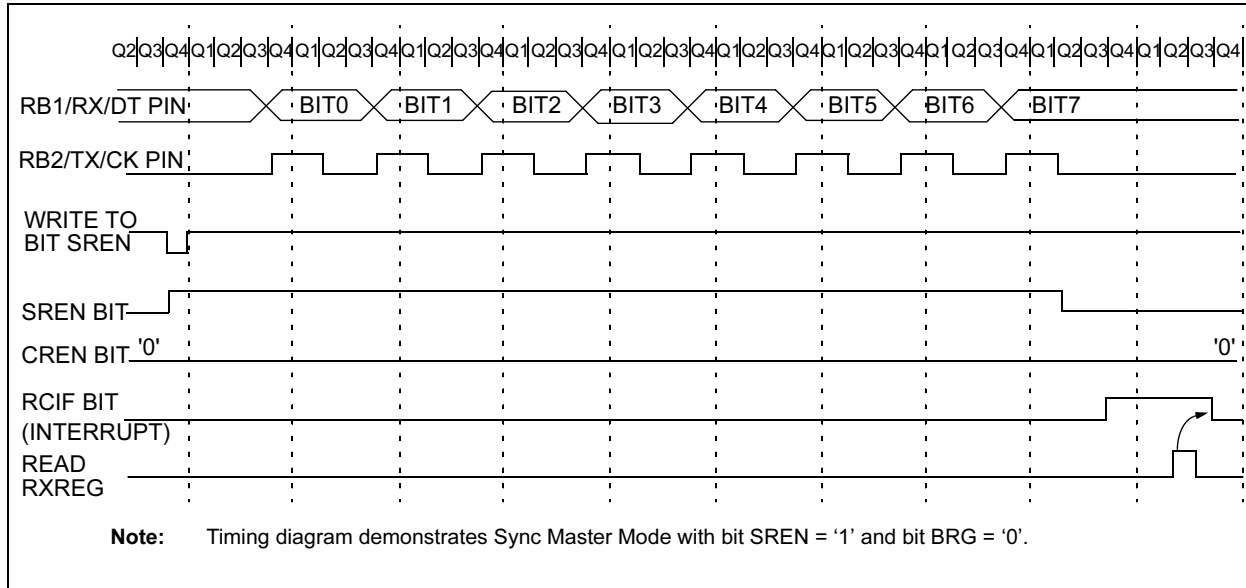 Q2 Q3 Q4 Q1 Q2 Q3 Q4 Q1 Q2 Q3 Q4 Q1 Q2 Q3 Q4 Q1 Q2 Q3 Q4 Q1 Q2 Q3 Q4 Q1 Q2 Q3 Q4 Q1 Q2 Q3 Q4 Q1 Q2 Q3 Q4 Q1 Q2 Q3 Q4 Q1 Q2 Q3 Q4
RB1/RX/DT PIN BIT0 BIT1 BIT2 BIT3 BIT4 BIT5 BIT6 BIT7
RB2/TX/CK PIN
WRITE TO
BIT SREN
SREN BIT
CREN BIT '0' '0'
RCIF BIT
(INTERRUPT)
READ
RXREG
Note: Timing diagram demonstrates Sync Master Mode with bit SREN = ‘1’ and bit BRG = ‘0’.